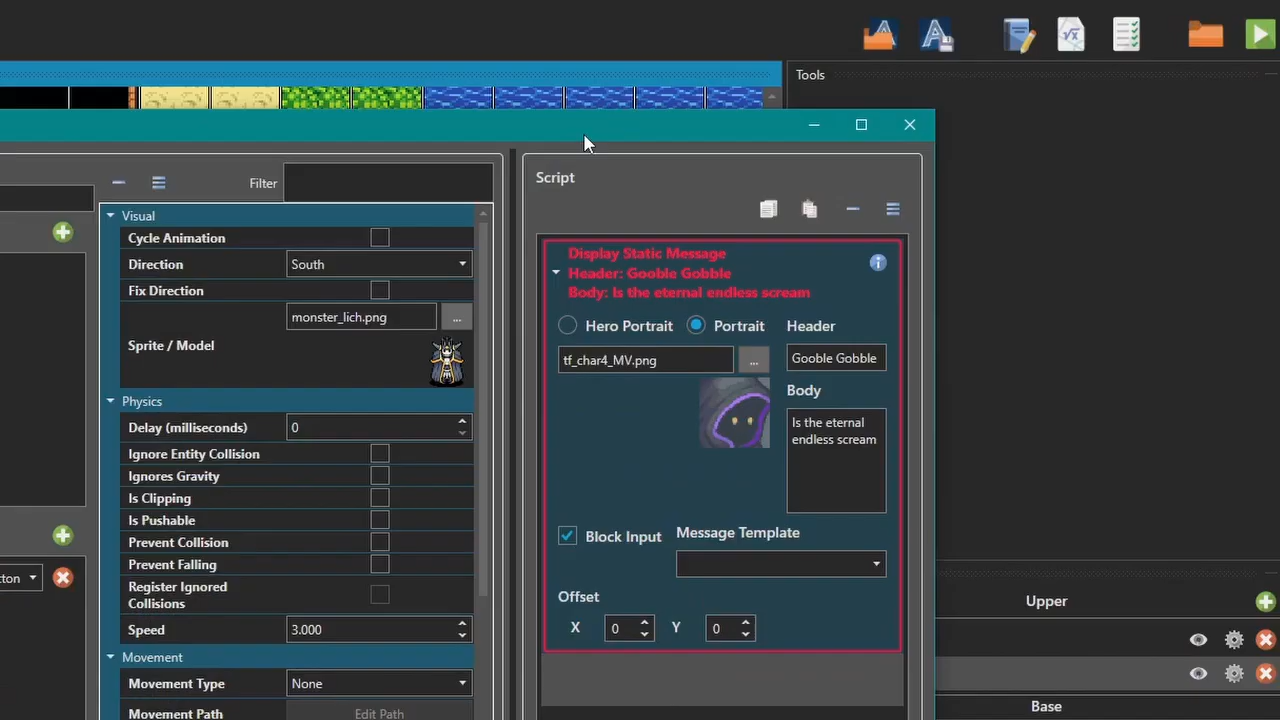 Tools
Filter
Script
Visual
Cycle Animation
Direction
South
Fix Direction
monster_lich.png
...
Sprite / Model
Physics
Delay (milliseconds)
0
Ignore Entity Collision
Ignores Gravity
Is Clipping
Is Pushable
Prevent Collision
Prevent Falling
Register Ignored
Collisions
Speed
3.000
Movement
Movement Type
None
Movement Path
Edit Path
Display Static Message
Header: Gooble Gobble
Body: Is the eternal endless scream
Hero Portrait
Portrait
Header
tf_char4_MV.png
...
Gooble Gobble
Body
Is the eternal
endless scream
Block Input
Message Template
Offset
X
0
Y
0
Upper
Base